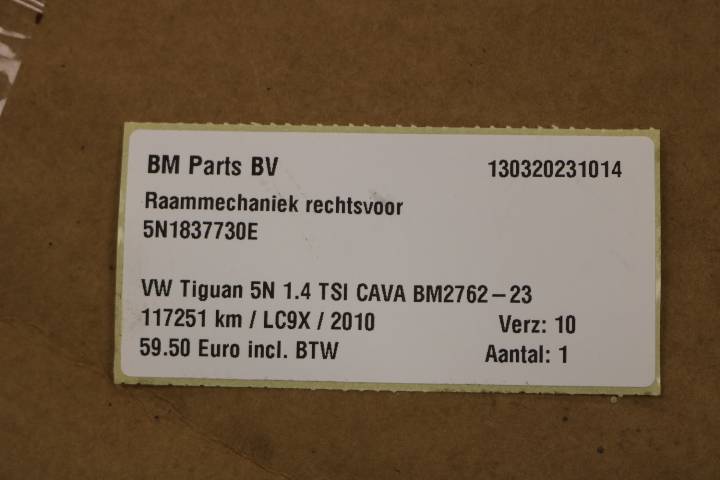 BM Parts BV 130320231014
Raammechaniek rechtsvoor
5N1837730E
VW Tiguan 5N 1.4 TSI CAVA BM2762-23
117251 km / LC9X / 2010 Verz: 10
59.50 Euro incl. BTW Aantal: 1